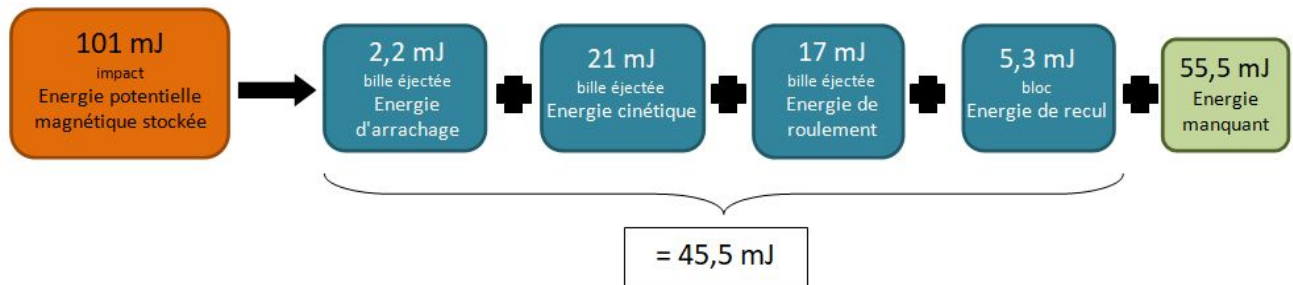 101 mJ
impact
Energie potentielle
magnétique stockée
2,2 mJ
bille éjectée
Energie
d'arrachage
21 mJ
bille éjectée
Energie cinétique
17 mJ
bille éjectée
Energie de
roulement
5,3 mJ
bloc
Energie de recul
55,5 mJ
Energie
manquant
= 45,5 mJ